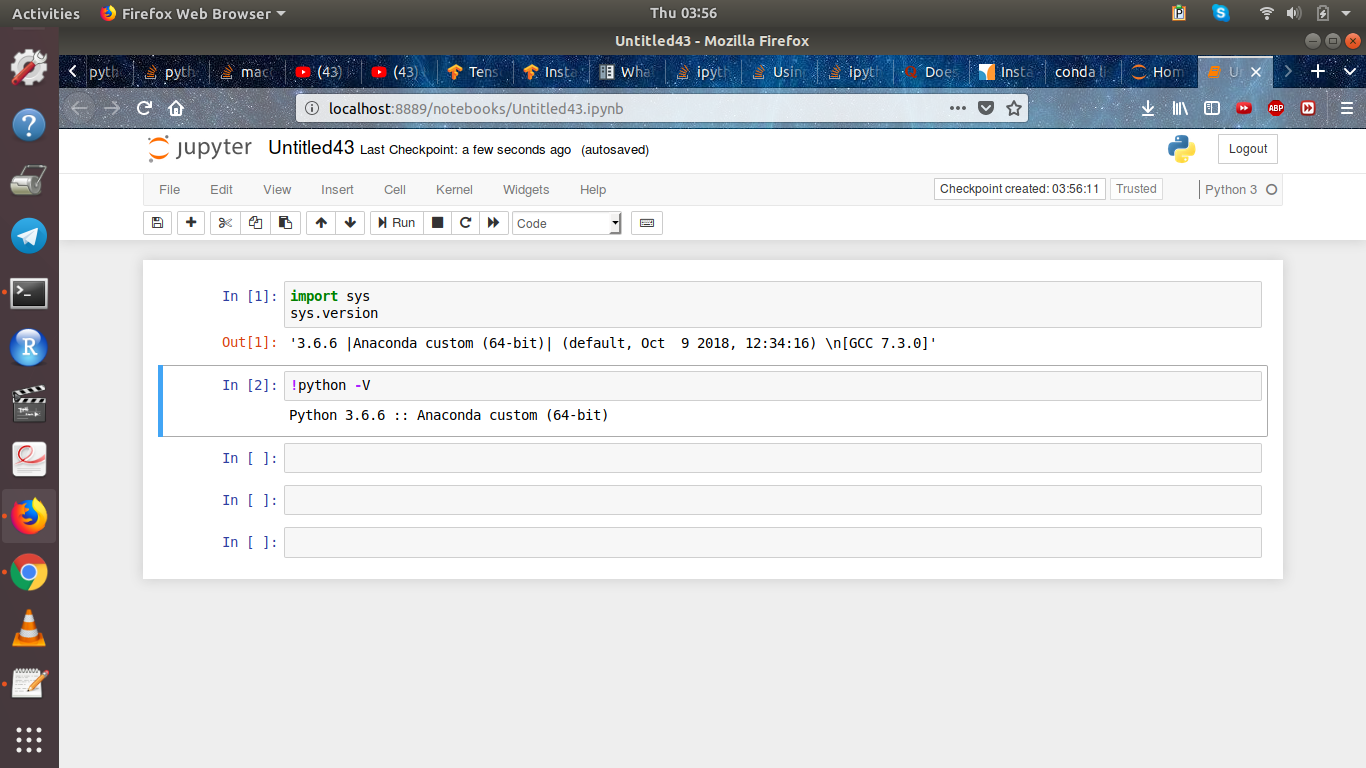 Activities Firefox Web Browser Thu 03:56
Untitled43 - Mozilla Firefox
pyth pyth mac (43) (43) Tens Insta Wha ipyth Usin ipyth Does Insta conda li Hom U
localhost:8889/notebooks/Untitled43.ipynb ABP
jupyter Untitled43 Last Checkpoint: a few seconds ago (autosaved) Logout
File Edit View Insert Cell Kernel Widgets Help Checkpoint created: 03:56:11 Trusted Python 3
Run Code
In [1]: import sys
sys.version
Out[1]: '3.6.6 |Anaconda custom (64-bit)| (default, Oct  9 2018, 12:34:16) \n[GCC 7.3.0]'
In [2]: !python -V
Python 3.6.6 :: Anaconda custom (64-bit)
In [ ]:
In [ ]:
In [ ]: